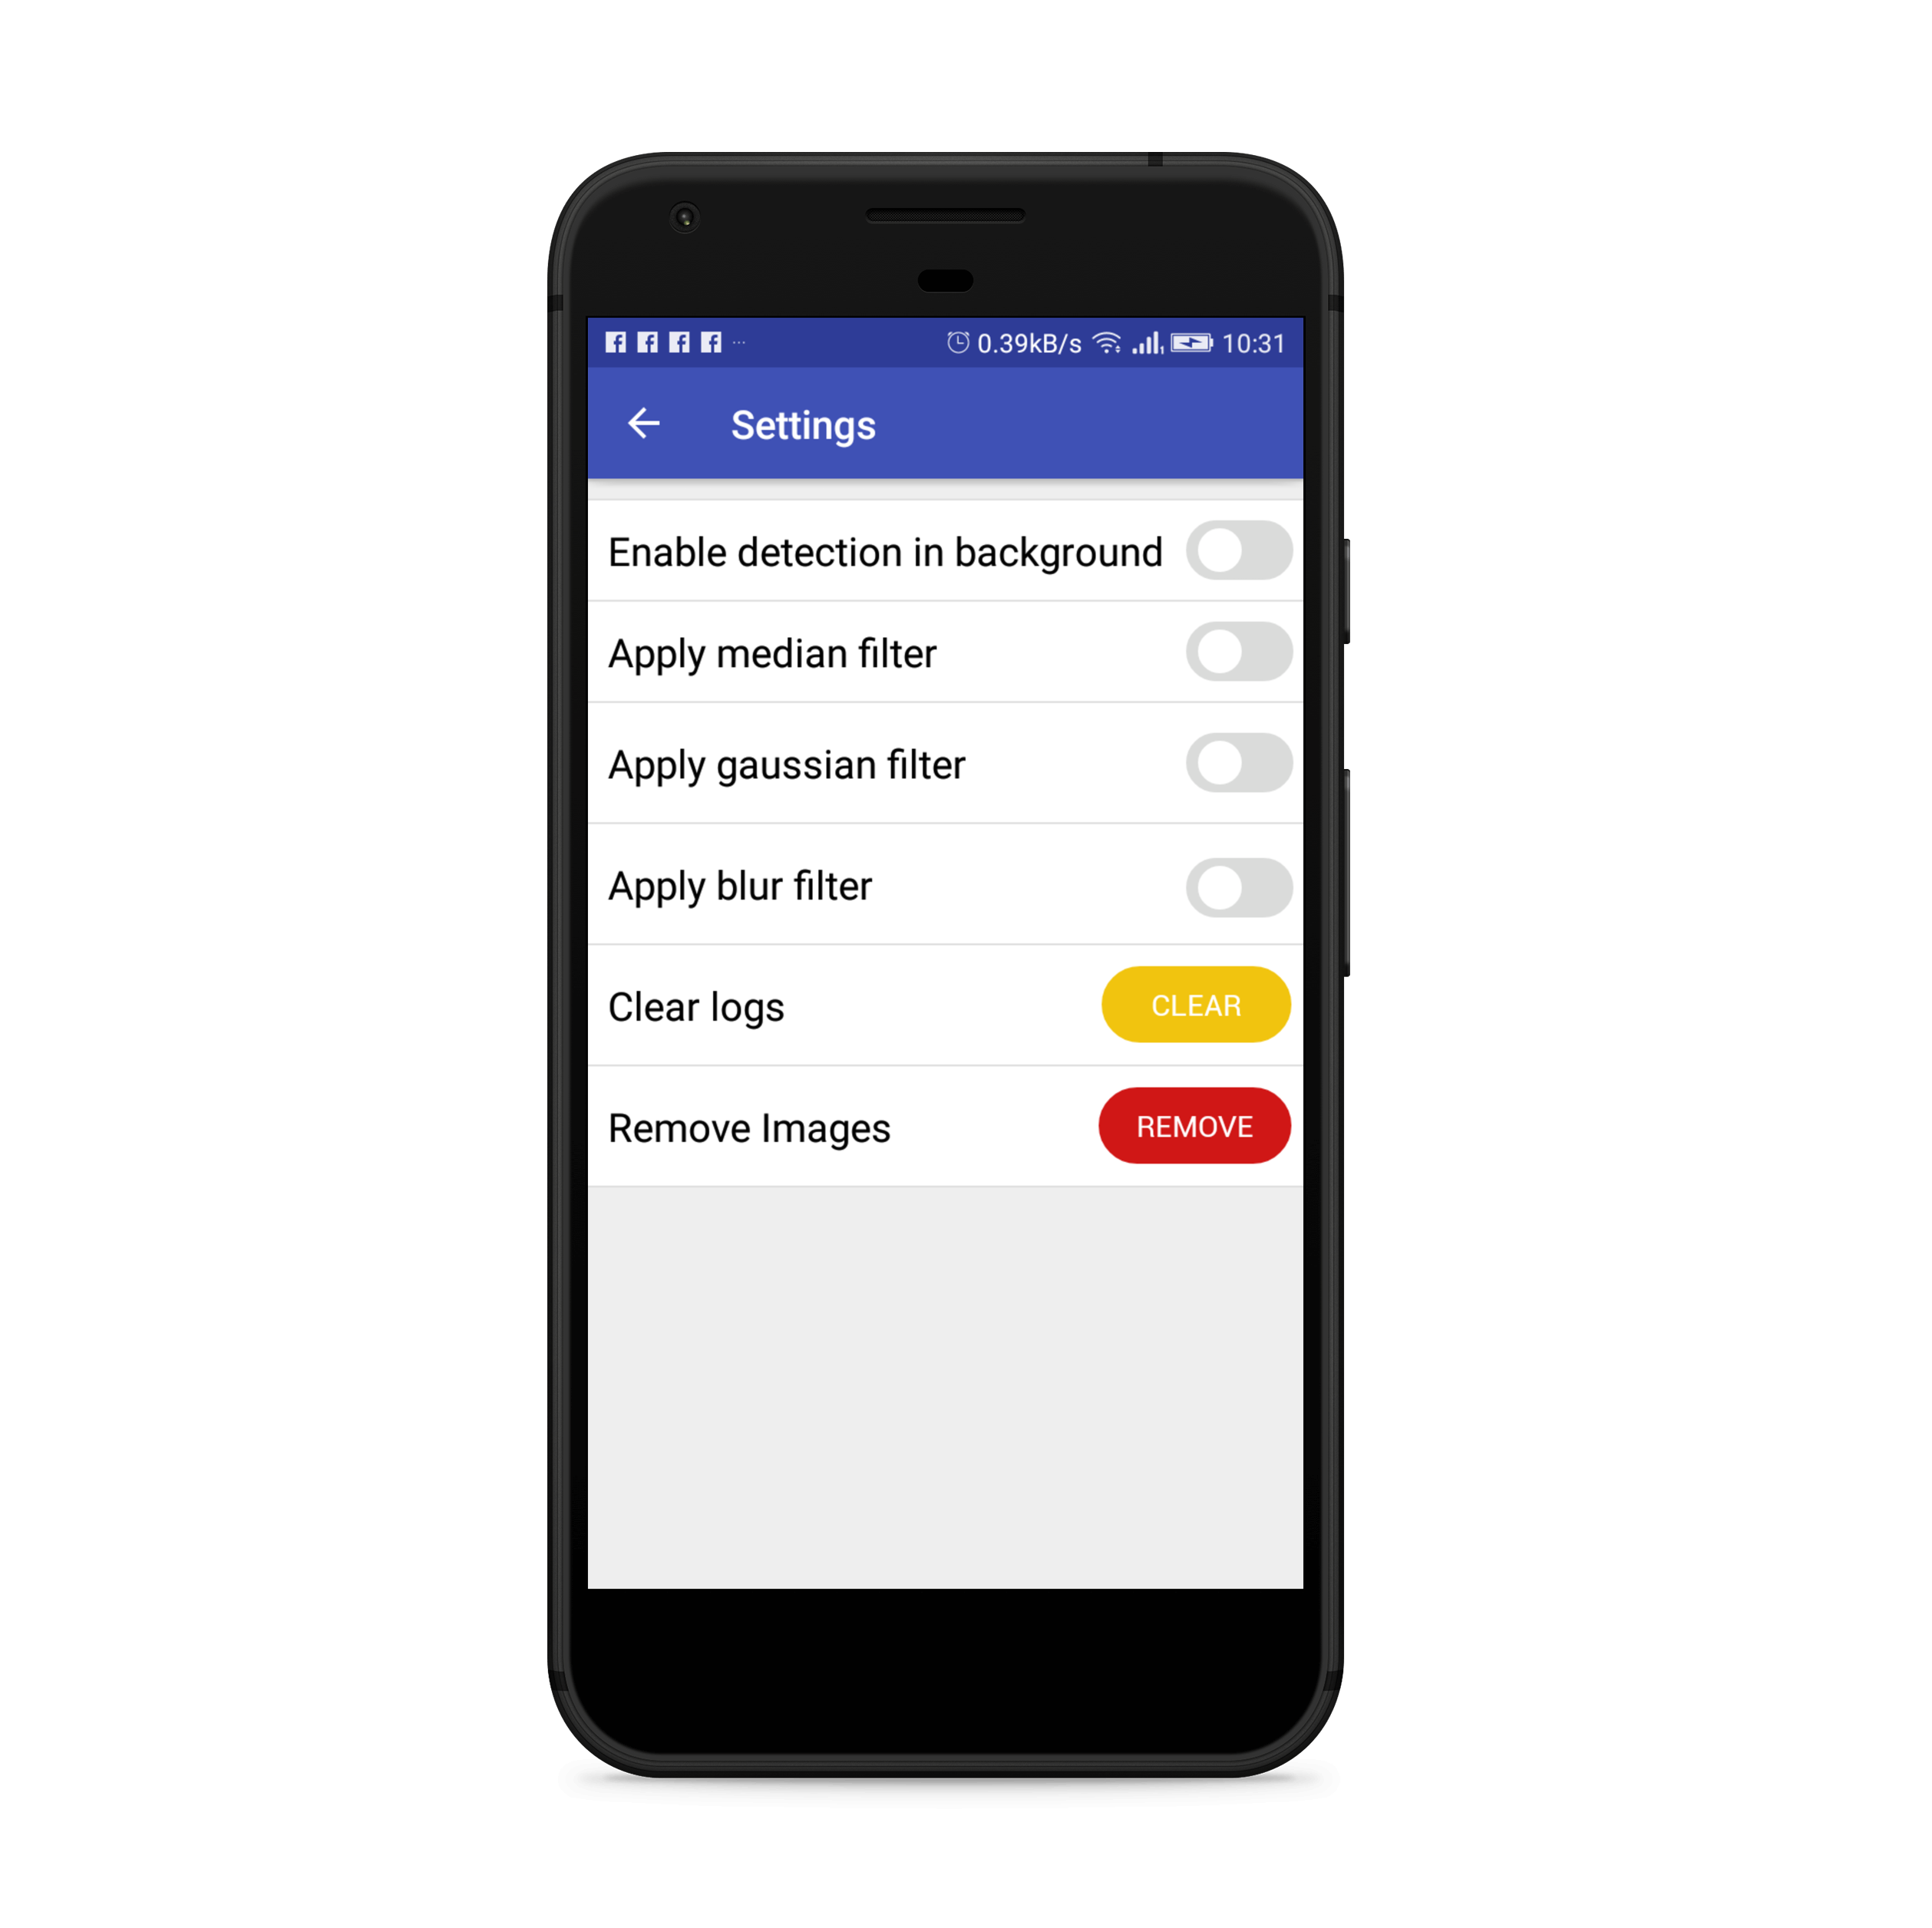 0.39kB/s 10:31
Settings
Enable detection in background
Apply median filter
Apply gaussian filter
Apply blur filter
Clear logs CLEAR
Remove Images REMOVE